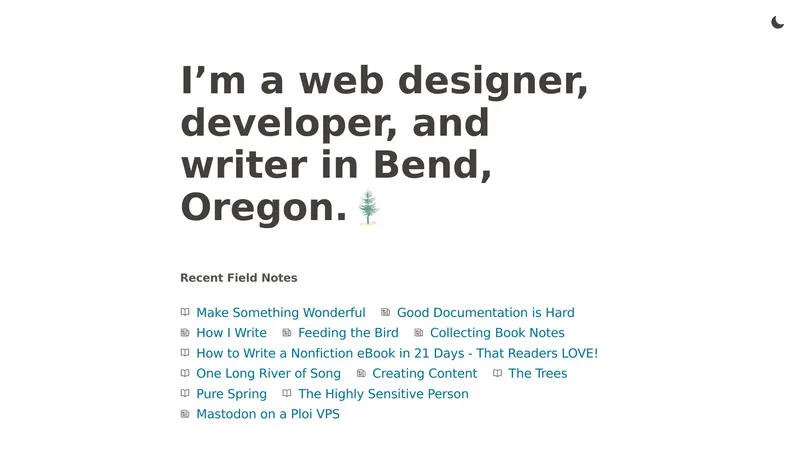 I’m a web designer,
developer, and
writer in Bend,
Oregon.
Recent Field Notes
Make Something Wonderful Good Documentation is Hard
How I Write Feeding the Bird Collecting Book Notes
How to Write a Nonfiction eBook in 21 Days - That Readers LOVE!
One Long River of Song Creating Content The Trees
Pure Spring The Highly Sensitive Person
Mastodon on a Ploi VPS